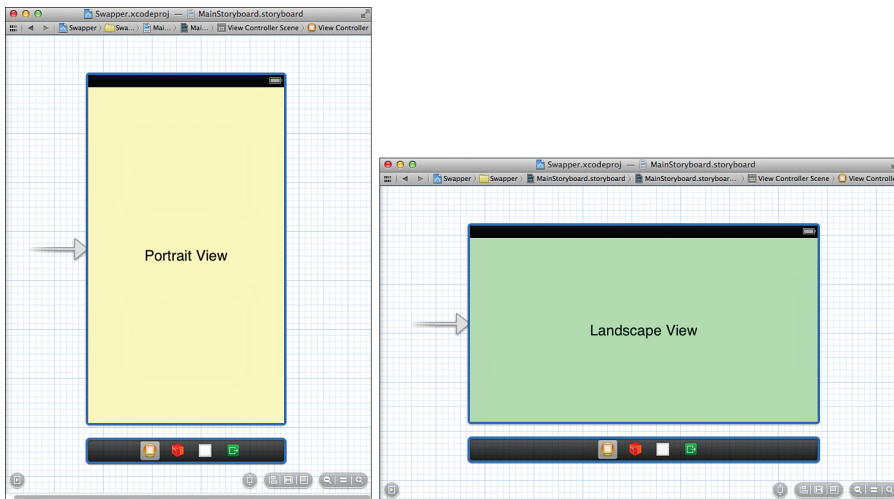 Swapper.xcodeproj — MainStoryboard.storyboard
Swapper Swa... Mai... Mai... View Controller Scene View Controller
Portrait View
Swapper.xcodeproj — MainStoryboard.storyboard
Swapper Swapper MainStoryboard.storyboard MainStoryboard.storyboar... View Controller Scene View Controlle
Landscape View